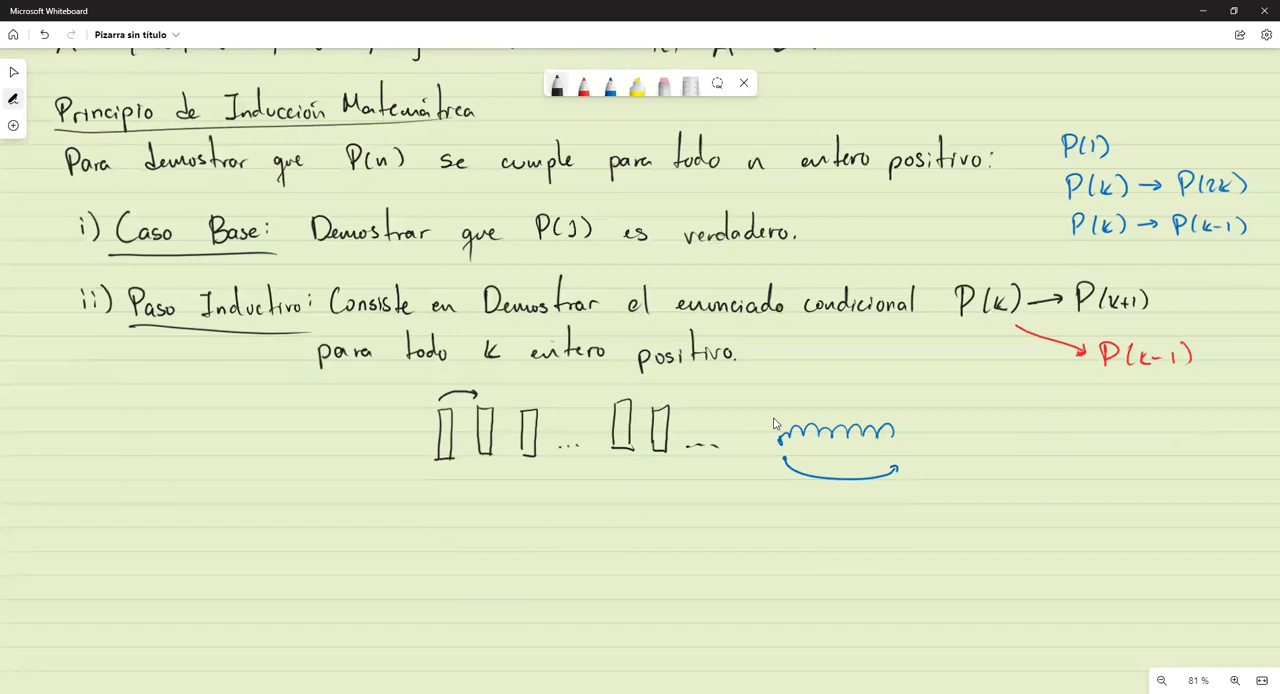 Microsoft Whiteboard
Pizarra sin título
Principio de Inducción Matemática
Para demostrar que P(n) se cumple para todo n entero positivo:
i) Caso Base: Demostrar que P(1) es verdadero.
ii) Paso Inductivo: Consiste en Demostrar el enunciado condicional P(k) → P(k+1)
para todo k entero positivo.
P(k-1)
P(1)
P(k) → P(2k)
P(k) → P(k-1)
... ...
81 %